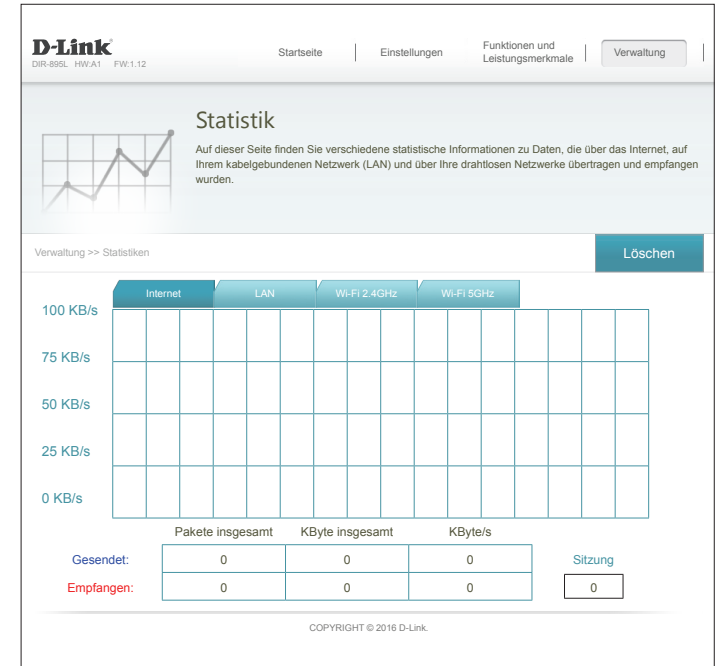 D-Link
DIR-895L HW:A1 FW:1.12
Startseite
Einstellungen
Funktionen und
Leistungsmerkmale
Verwaltung
Statistik
Auf dieser Seite finden Sie verschiedene statistische Informationen zu Daten, die über das Internet, auf
Ihrem kabelgebundenen Netzwerk (LAN) und über Ihre drahtlosen Netzwerke übertragen und empfangen
wurden.
Verwaltung >> Statistiken
Löschen
Internet
LAN
Wi-Fi 2.4GHz
Wi-Fi 5GHz
100 KB/s
75 KB/s
50 KB/s
25 KB/s
0 KB/s
Pakete insgesamt KByte insgesamt KByte/s
Gesendet: 0 0 0 Sitzung
Empfangen: 0 0 0 0
COPYRIGHT © 2016 D-Link.